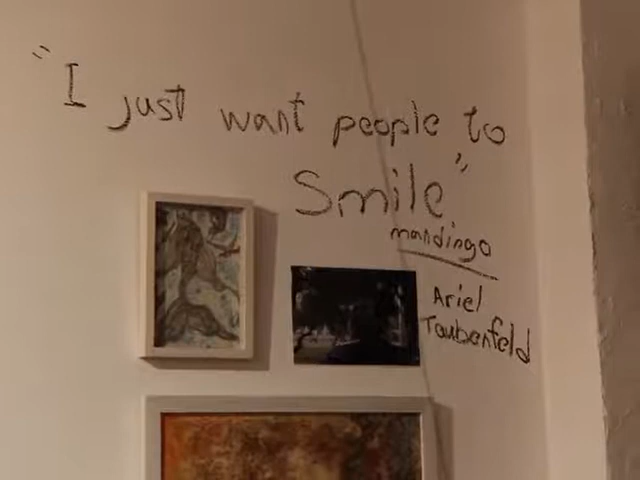 "I just want people to
Smile"
mandingo
Ariel
Taubenfeld